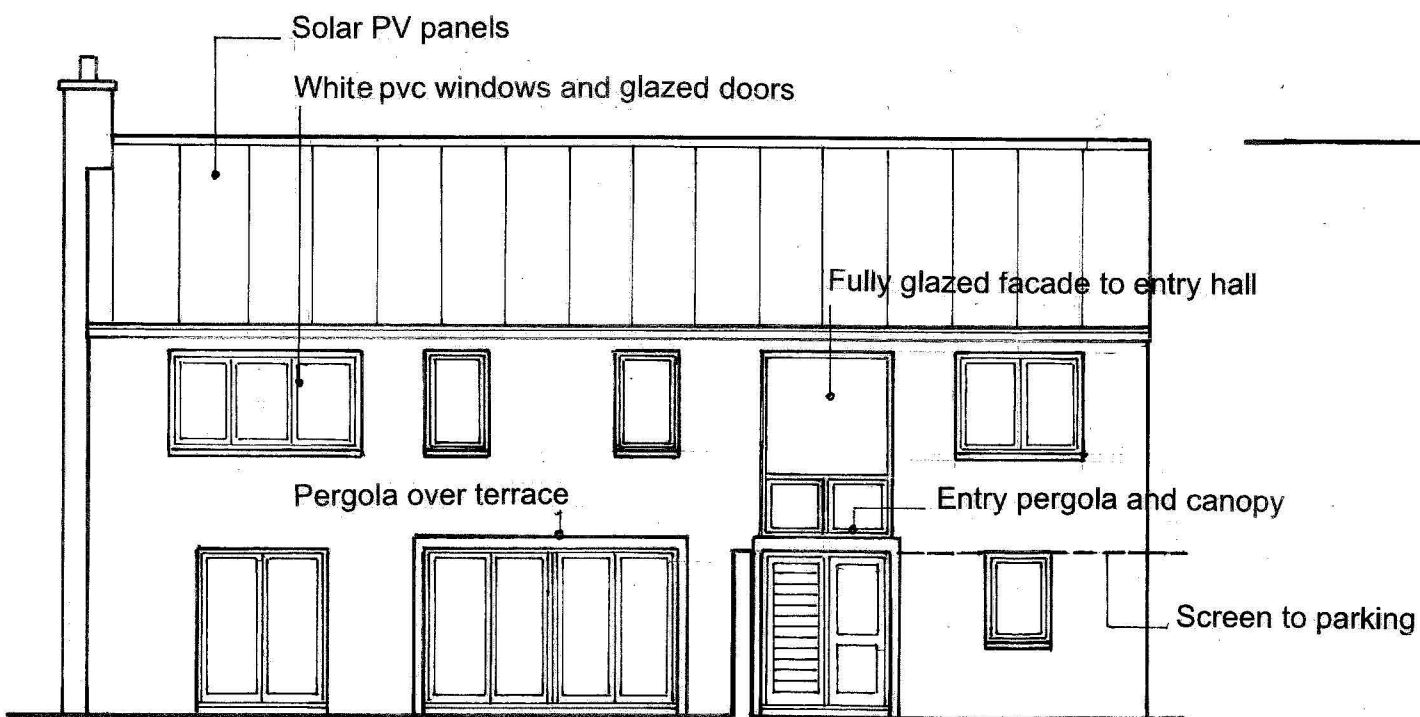 Solar PV panels
White pvc windows and glazed doors
Fully glazed facade to entry hall
Pergola over terrace
Entry pergola and canopy
Screen to parking